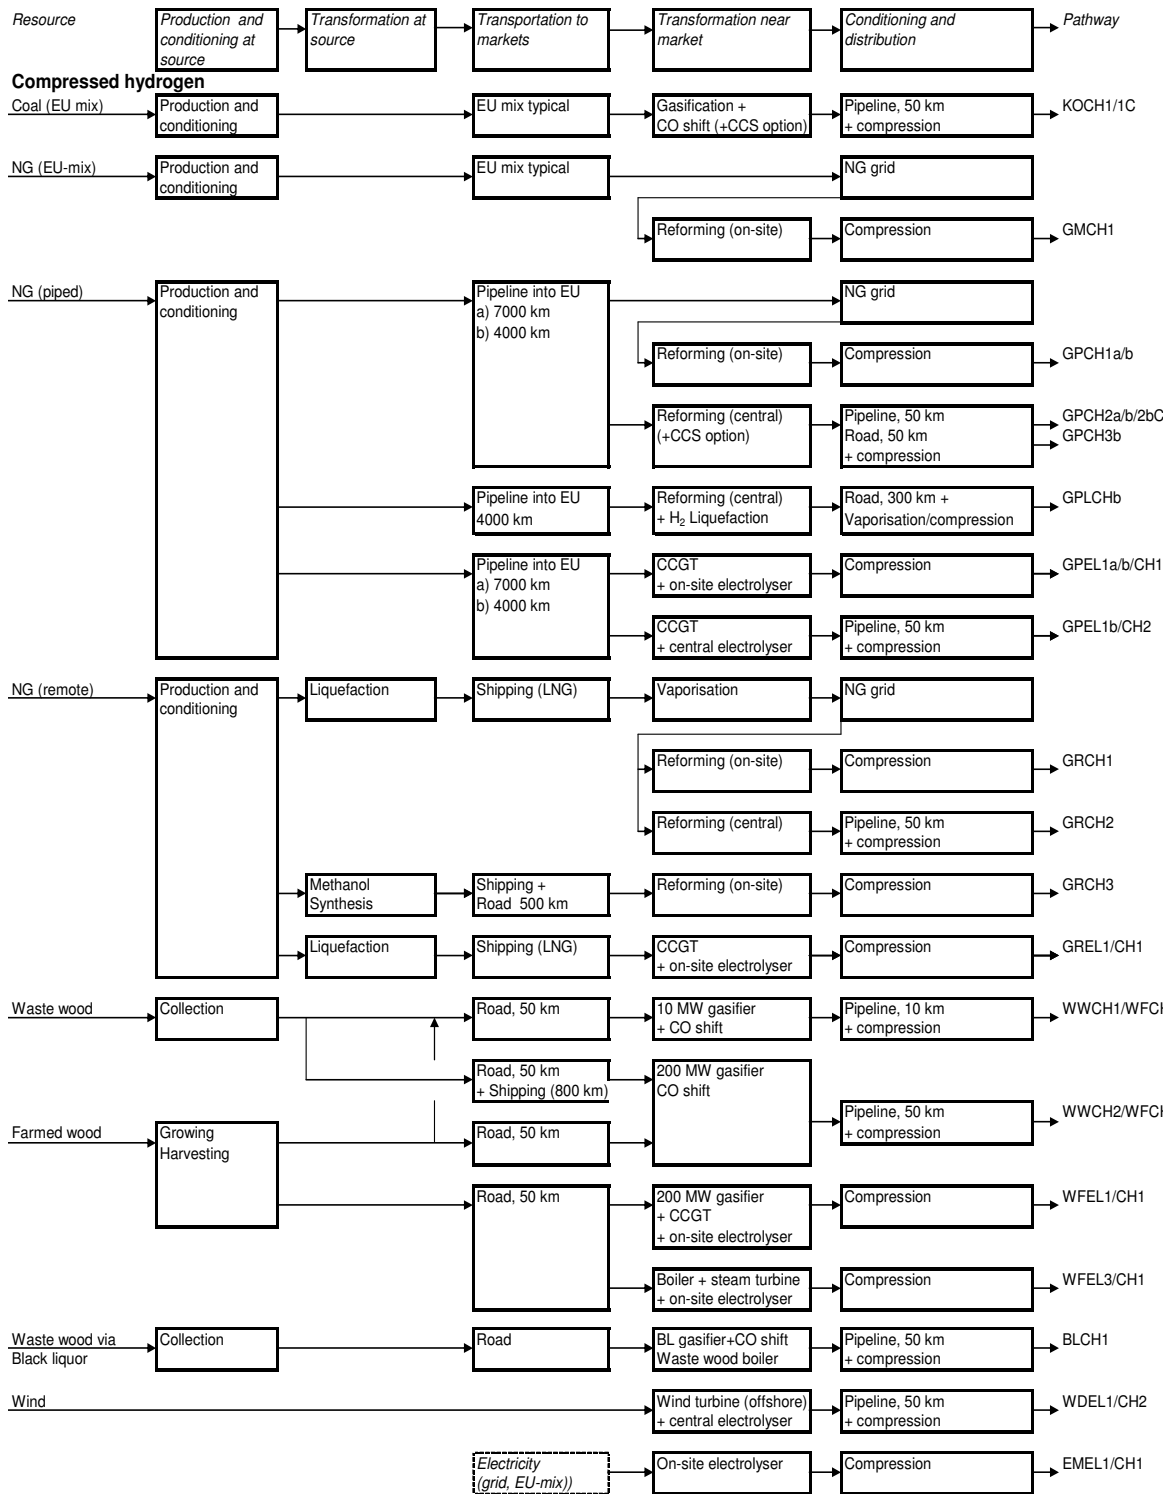 Resource
Production and
conditioning at
source
Transformation at
source
Transportation to
markets
Transformation near
market
Conditioning and
distribution
Pathway
Compressed hydrogen
Coal (EU mix)
Production and
conditioning
EU mix typical
Gasification +
CO shift (+CCS option)
Pipeline, 50 km
+ compression
KOCH1/1C
NG (EU-mix)
Production and
conditioning
EU mix typical
NG grid
Reforming (on-site)
Compression
GMCH1
NG (piped)
Production and
conditioning
Pipeline into EU
a) 7000 km
b) 4000 km
NG grid
Reforming (on-site)
Compression
GPCH1a/b
Reforming (central)
(+CCS option)
Pipeline, 50 km
Road, 50 km
+ compression
GPCH2a/b/2bC
GPCH3b
Pipeline into EU
4000 km
Reforming (central)
+ H₂ Liquefaction
Road, 300 km +
Vaporisation/compression
GPLCHb
Pipeline into EU
a) 7000 km
b) 4000 km
CCGT
+ on-site electrolyser
Compression
GPEL1a/b/CH1
CCGT
+ central electrolyser
Pipeline, 50 km
+ compression
GPEL1b/CH2
NG (remote)
Production and
conditioning
Liquefaction
Shipping (LNG)
Vaporisation
NG grid
Reforming (on-site)
Compression
GRCH1
Reforming (central)
Pipeline, 50 km
+ compression
GRCH2
Methanol
Synthesis
Shipping +
Road 500 km
Reforming (on-site)
Compression
GRCH3
Liquefaction
Shipping (LNG)
CCGT
+ on-site electrolyser
Compression
GREL1/CH1
Waste wood
Collection
Road, 50 km
10 MW gasifier
+ CO shift
Pipeline, 10 km
+ compression
WWCH1/WFCH
Road, 50 km
+ Shipping (800 km)
200 MW gasifier
CO shift
Pipeline, 50 km
+ compression
WWCH2/WFCH
Farmed wood
Growing
Harvesting
Road, 50 km
Road, 50 km
200 MW gasifier
+ CCGT
+ on-site electrolyser
Compression
WFEL1/CH1
Boiler + steam turbine
+ on-site electrolyser
Compression
WFEL3/CH1
Waste wood via
Black liquor
Collection
Road
BL gasifier+CO shift
Waste wood boiler
Pipeline, 50 km
+ compression
BLCH1
Wind
Wind turbine (offshore)
+ central electrolyser
Pipeline, 50 km
+ compression
WDEL1/CH2
Electricity
(grid, EU-mix))
On-site electrolyser
Compression
EMEL1/CH1